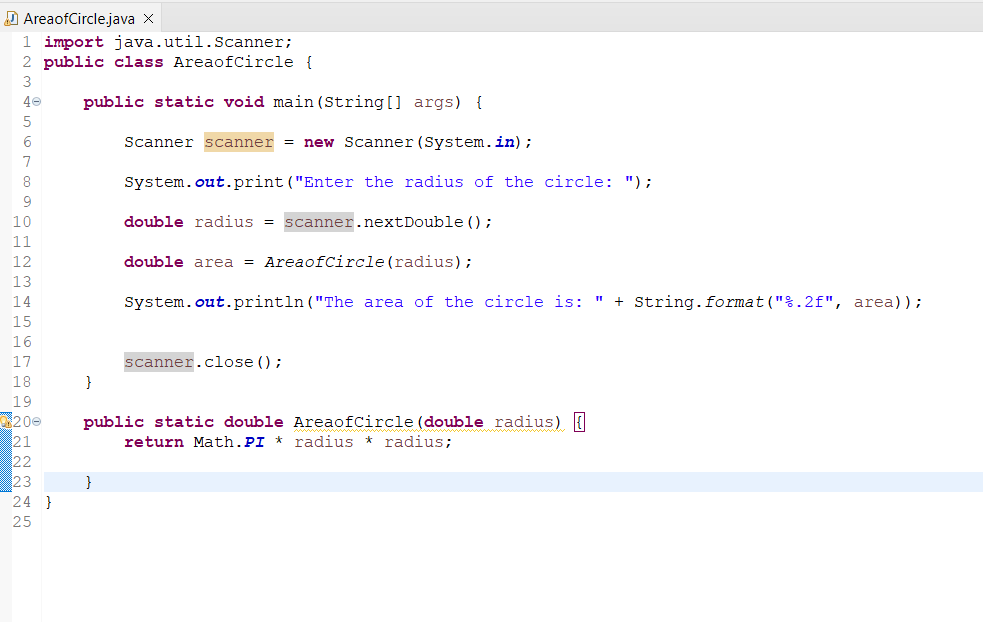 AreaofCircle.java
1 import java.util.Scanner;
2 public class AreaofCircle {
3
4 public static void main(String[] args) {
5
6 Scanner scanner = new Scanner(System.in);
7
8 System.out.print("Enter the radius of the circle: ");
9
10 double radius = scanner.nextDouble();
11
12 double area = AreaofCircle(radius);
13
14 System.out.println("The area of the circle is: " + String.format("%.2f", area));
15
16
17 scanner.close();
18 }
19
20 public static double AreaofCircle(double radius) {
21 return Math.PI * radius * radius;
22
23 }
24 }
25